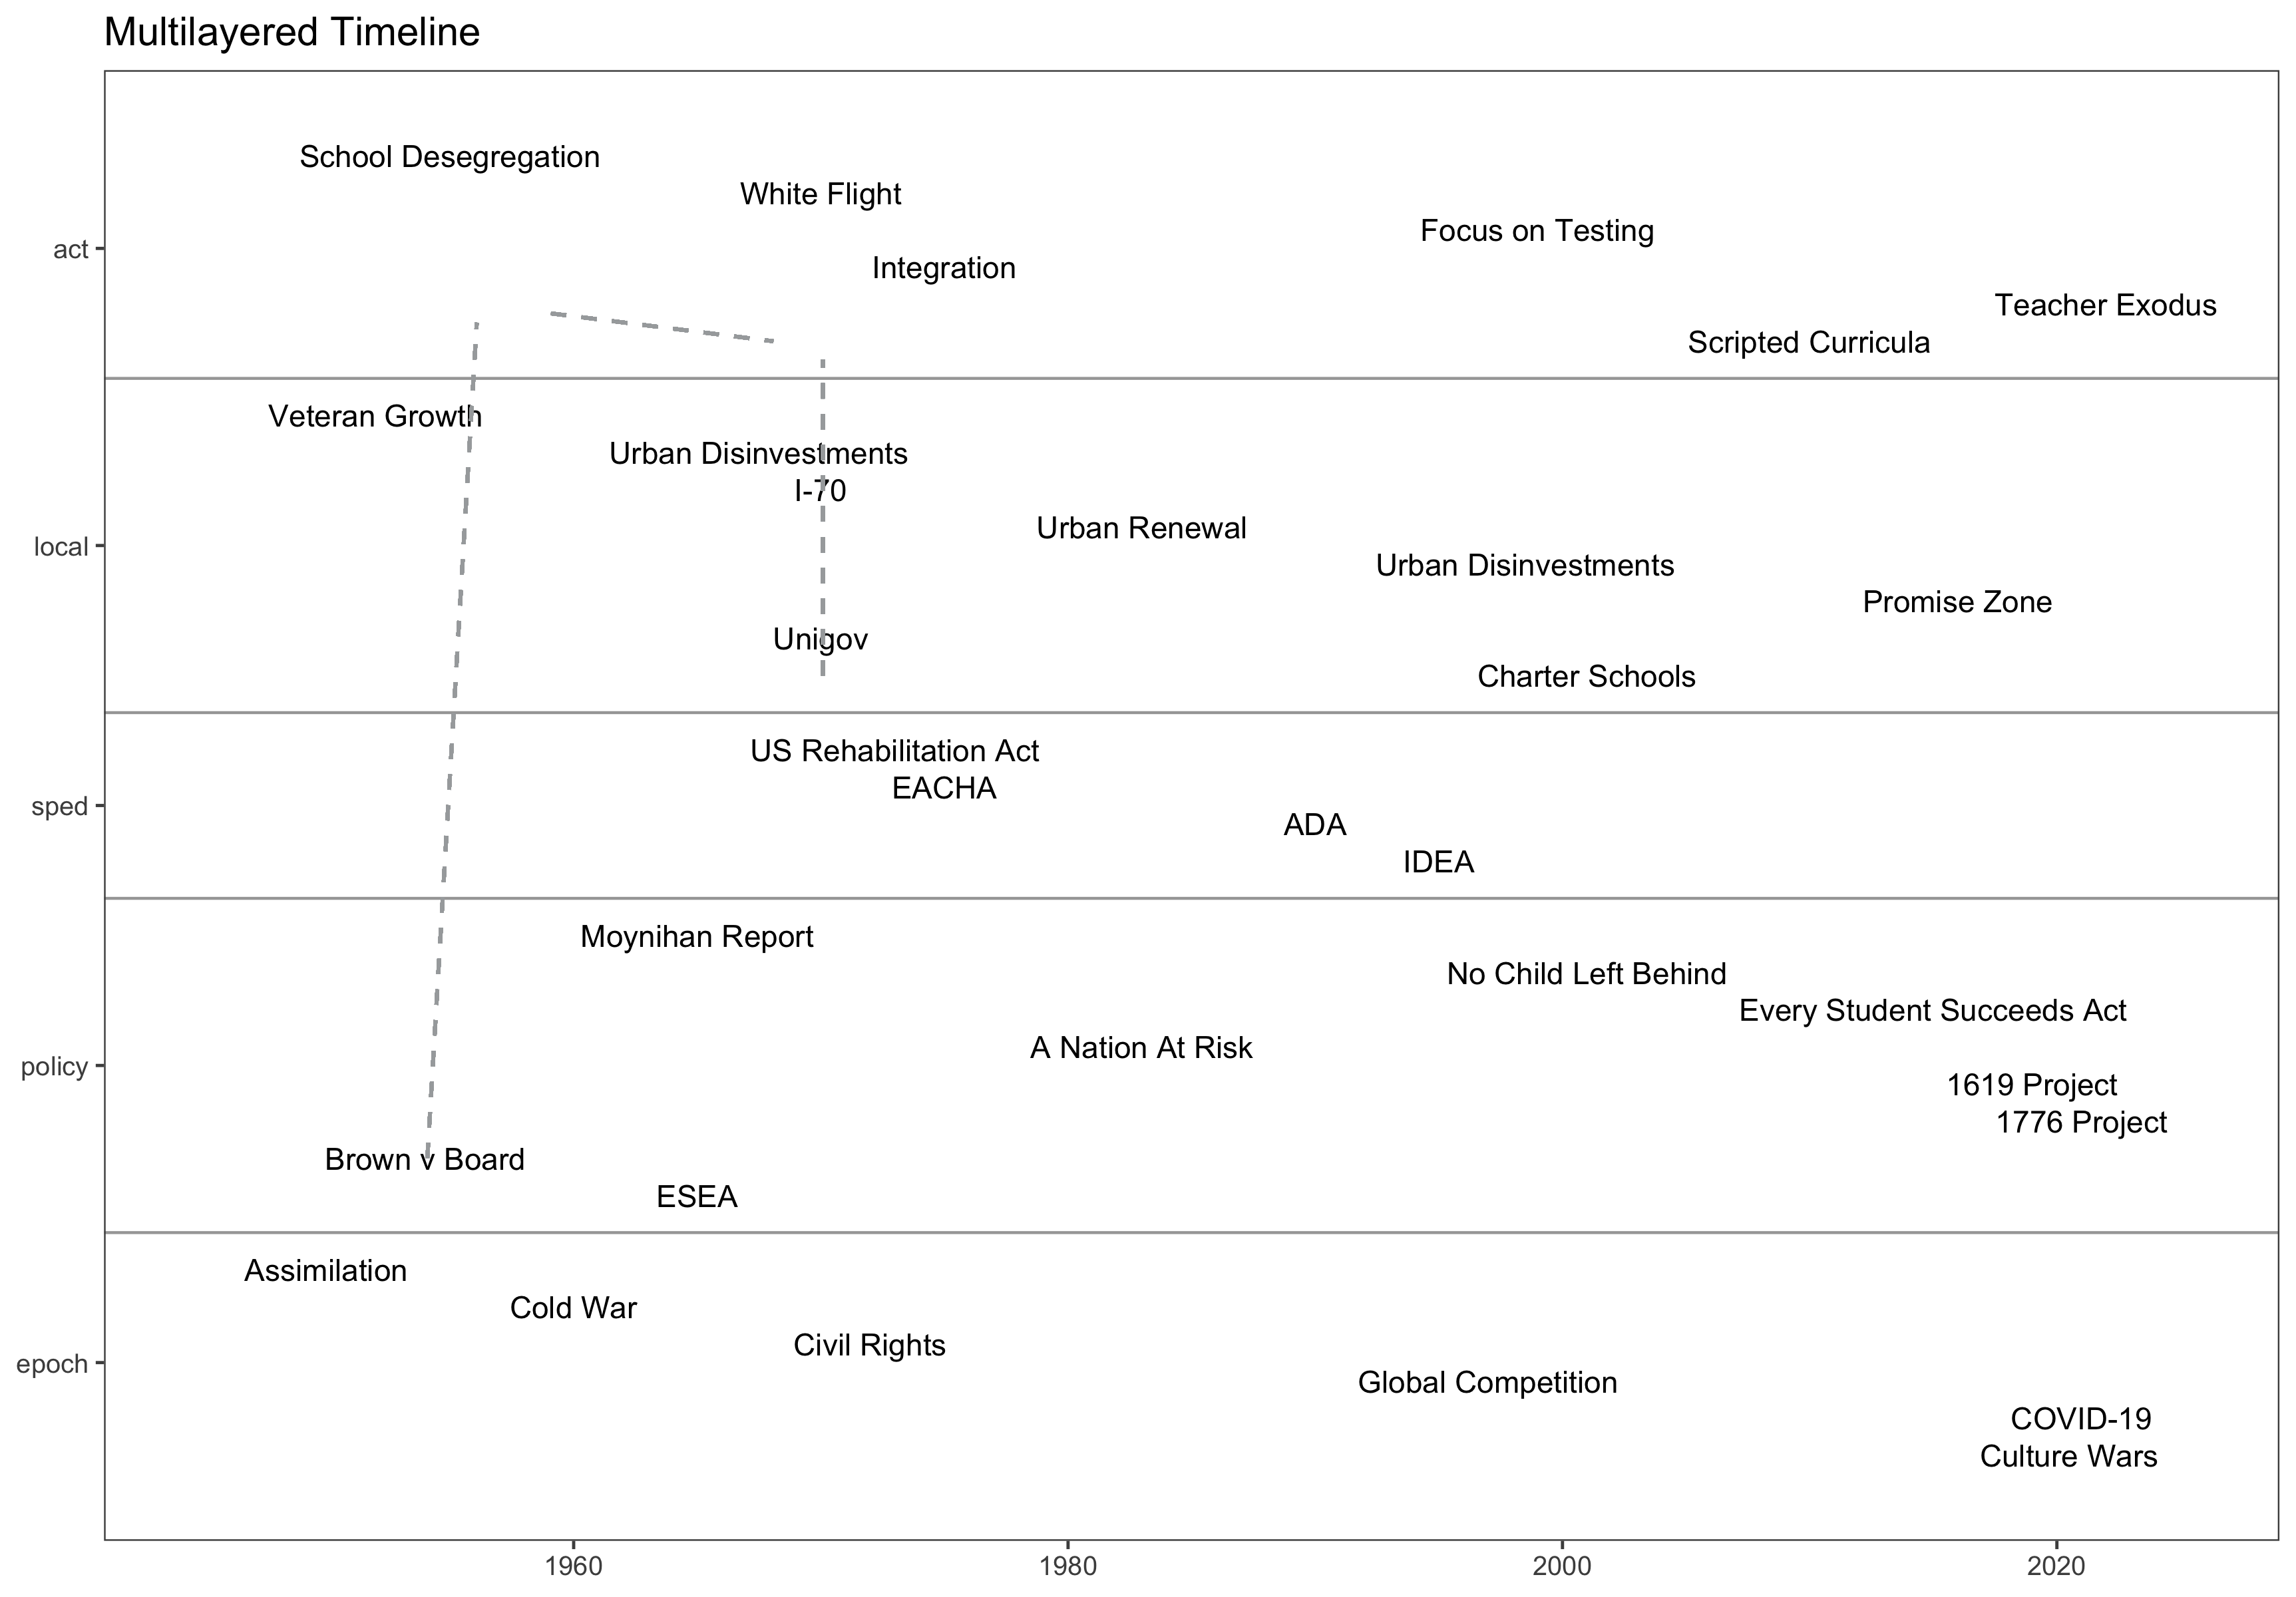 Multilayered Timeline
School Desegregation
White Flight
Focus on Testing
act
Integration
Teacher Exodus
Scripted Curricula
Veteran Growth
Urban Disinvestments
I-70
Urban Renewal
local
Urban Disinvestments
Promise Zone
Unigov
Charter Schools
US Rehabilitation Act
EACHA
sped
ADA
IDEA
Moynihan Report
No Child Left Behind
Every Student Succeeds Act
A Nation At Risk
policy
1619 Project
1776 Project
Brown v Board
ESEA
Assimilation
Cold War
Civil Rights
epoch
Global Competition
COVID-19
Culture Wars
1960 1980 2000 2020